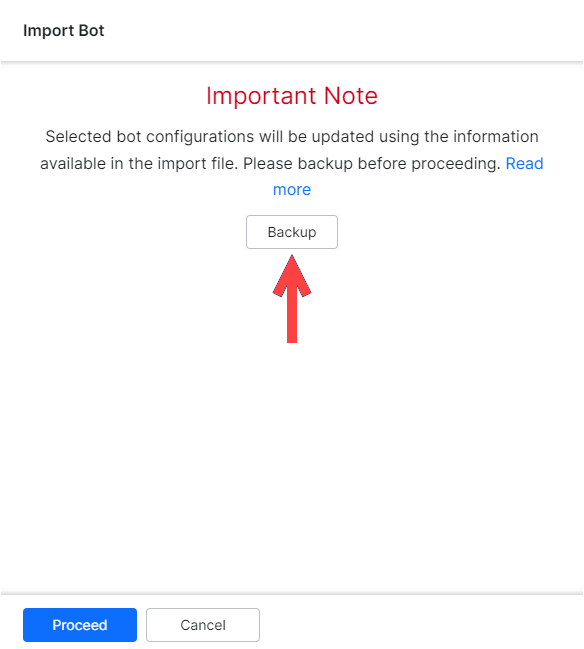 Import Bot
Important Note
Selected bot configurations will be updated using the information
available in the import file. Please backup before proceeding. Read
more
Backup
Proceed
Cancel